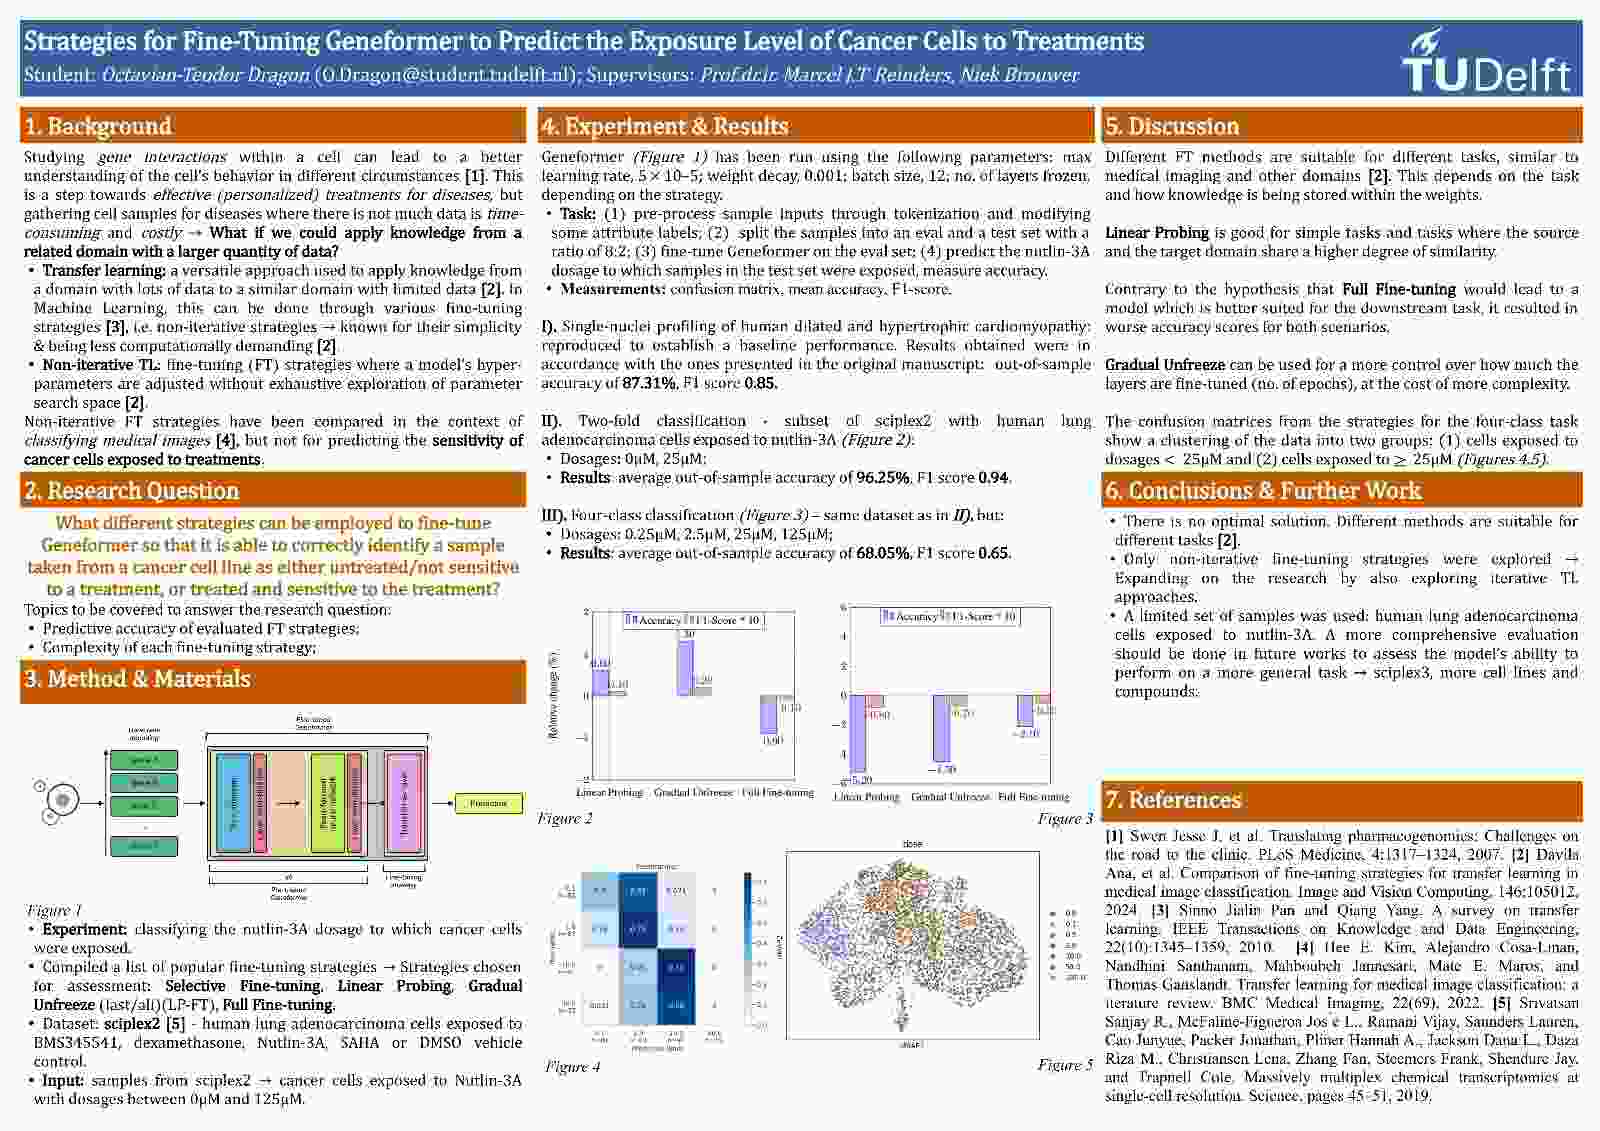 Strategies for Fine-Tuning Geneformer to Predict the Exposure Level of Cancer Cells to Treatments
Student: Octavian-Teodor Dragon (O.Dragon@student.tudelft.nl); Supervisors: Prof.dr.ir. Marcel J.T Reinders, Niek Brouwer
TU Delft
1. Background
Studying gene interactions within a cell can lead to a better
understanding of the cell's behavior in different circumstances [1]. This
is a step towards effective (personalized) treatments for diseases, but
gathering cell samples for diseases where there is not much data is time-
consuming and costly → What if we could apply knowledge from a
related domain with a larger quantity of data?
• Transfer learning: a versatile approach used to apply knowledge from
a domain with lots of data to a similar domain with limited data [2]. In
Machine Learning, this can be done through various fine-tuning
strategies [3], i.e. non-iterative strategies → known for their simplicity
& being less computationally demanding [2].
• Non-iterative TL: fine-tuning (FT) strategies where a model's hyper-
parameters are adjusted without exhaustive exploration of parameter
search space [2].
Non-iterative FT strategies have been compared in the context of
classifying medical images [4], but not for predicting the sensitivity of
cancer cells exposed to treatments.
2. Research Question
What different strategies can be employed to fine-tune
Geneformer so that it is able to correctly identify a sample
taken from a cancer cell line as either untreated/not sensitive
to a treatment, or treated and sensitive to the treatment?
Topics to be covered to answer the research question:
• Predictive accuracy of evaluated FT strategies;
• Complexity of each fine-tuning strategy;
3. Method & Materials
Figure 1
• Experiment: classifying the nutlin-3A dosage to which cancer cells
were exposed.
• Compiled a list of popular fine-tuning strategies → Strategies chosen
for assessment: Selective Fine-tuning, Linear Probing, Gradual
Unfreeze (last/all)(LP-FT), Full Fine-tuning.
• Dataset: sciplex2 [5] - human lung adenocarcinoma cells exposed to
BMS345541, dexamethasone, Nutlin-3A, SAHA or DMSO vehicle
control.
• Input: samples from sciplex2 → cancer cells exposed to Nutlin-3A
with dosages between 0μM and 125μM.
4. Experiment & Results
Geneformer (Figure 1) has been run using the following parameters: max
learning rate, 5 × 10–5; weight decay, 0.001; batch size, 12; no. of layers frozen,
depending on the strategy.
• Task: (1) pre-process sample inputs through tokenization and modifying
some attribute labels; (2) split the samples into an eval and a test set with a
ratio of 8:2; (3) fine-tune Geneformer on the eval set; (4) predict the nutlin-3A
dosage to which samples in the test set were exposed, measure accuracy.
• Measurements: confusion matrix, mean accuracy, F1-score.
I). Single-nuclei profiling of human dilated and hypertrophic cardiomyopathy:
reproduced to establish a baseline performance. Results obtained were in
accordance with the ones presented in the original manuscript: out-of-sample
accuracy of 87.31%, F1 score 0.85.
II). Two-fold classification - subset of sciplex2 with human lung
adenocarcinoma cells exposed to nutlin-3A (Figure 2):
• Dosages: 0μM, 25μM;
• Results: average out-of-sample accuracy of 96.25%, F1 score 0.94.
III). Four-class classification (Figure 3) – same dataset as in II), but:
• Dosages: 0.25μM, 2.5μM, 25μM, 125μM;
• Results: average out-of-sample accuracy of 68.05%, F1 score 0.65.
Accuracy F1-Score * 10
Relative change (%)
Linear Probing Gradual Unfreeze Full Fine-tuning
Figure 2
Accuracy F1-Score * 10
−5.20
−4.50
−2.10
Linear Probing Gradual Unfreeze Full Fine-tuning
Figure 3
Figure 4
dose
UMAP1
Figure 5
5. Discussion
Different FT methods are suitable for different tasks, similar to
medical imaging and other domains [2]. This depends on the task
and how knowledge is being stored within the weights.
Linear Probing is good for simple tasks and tasks where the source
and the target domain share a higher degree of similarity.
Contrary to the hypothesis that Full Fine-tuning would lead to a
model which is better suited for the downstream task, it resulted in
worse accuracy scores for both scenarios.
Gradual Unfreeze can be used for a more control over how much the
layers are fine-tuned (no. of epochs), at the cost of more complexity.
The confusion matrices from the strategies for the four-class task
show a clustering of the data into two groups: (1) cells exposed to
dosages < 25μM and (2) cells exposed to ≥ 25μM (Figures 4,5).
6. Conclusions & Further Work
• There is no optimal solution. Different methods are suitable for
different tasks [2].
• Only non-iterative fine-tuning strategies were explored →
Expanding on the research by also exploring iterative TL
approaches.
• A limited set of samples was used: human lung adenocarcinoma
cells exposed to nutlin-3A. A more comprehensive evaluation
should be done in future works to assess the model's ability to
perform on a more general task → sciplex3, more cell lines and
compounds.
7. References
[1] Swen Jesse J, et al. Translating pharmacogenomics: Challenges on
the road to the clinic. PLoS Medicine, 4:1317–1324, 2007. [2] Davila
Ana, et al. Comparison of fine-tuning strategies for transfer learning in
medical image classification. Image and Vision Computing, 146:105012,
2024. [3] Sinno Jialin Pan and Qiang Yang. A survey on transfer
learning. IEEE Transactions on Knowledge and Data Engineering,
22(10):1345–1359, 2010. [4] Hee E. Kim, Alejandro Cosa-Linan,
Nandhini Santhanam, Mahboubeh Jannesari, Mate E. Maros, and
Thomas Ganslandt. Transfer learning for medical image classification: a
literature review. BMC Medical Imaging, 22(69), 2022. [5] Srivatsan
Sanjay R., McFaline-Figueroa Jos´e L., Ramani Vijay, Saunders Lauren,
Cao Junyue, Packer Jonathan, Pliner Hannah A., Jackson Dana L., Daza
Riza M., Christiansen Lena, Zhang Fan, Steemers Frank, Shendure Jay,
and Trapnell Cole. Massively multiplex chemical transcriptomics at
single-cell resolution. Science, pages 45–51, 2019.